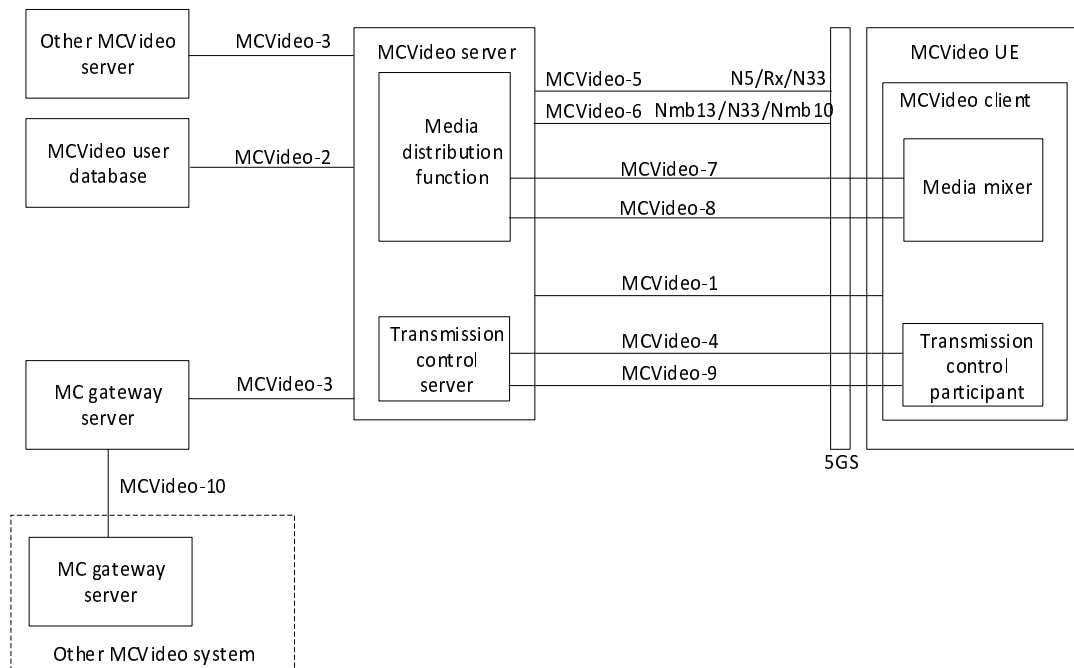 Other MCVideo
server
MCVideo-3
MCVideo server
MCVideo UE
MCVideo-5
N5/Rx/N33
MCVideo-6
Nmb13/N33/Nmb10
MCVideo client
Media
distribution
function
MCVideo user
database
MCVideo-2
MCVideo-7
Media mixer
MCVideo-8
MCVideo-1
Transmission
control
server
MCVideo-4
Transmission
control
participant
MCVideo-9
MC gateway
server
MCVideo-3
5GS
MCVideo-10
MC gateway
server
Other MCVideo system